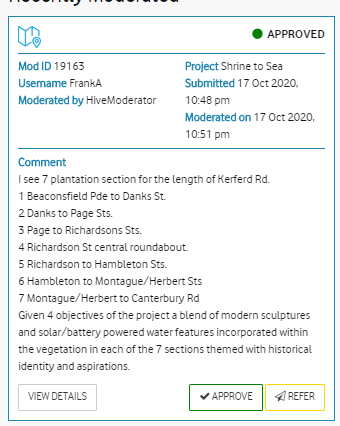 APPROVED
Mod ID 19163
Username FrankA
Moderated by HiveModerator
Project Shrine to Sea
Submitted 17 Oct 2020,
10:48 pm
Moderated on 17 Oct 2020,
10:51 pm
Comment
I see 7 plantation section for the length of Kerferd Rd.
1 Beaconsfield Pde to Danks St.
2 Danks to Page Sts.
3 Page to Richardsons Sts.
4 Richardson St central roundabout.
5 Richardson to Hambleton Sts.
6 Hambleton to Montague/Herbert Sts
7 Montague/Herbert to Canterbury Rd
Given 4 objectives of the project a blend of modern sculptures
and solar/battery powered water features incorporated within
the vegetation in each of the 7 sections themed with historical
identity and aspirations.
VIEW DETAILS
APPROVE
REFER